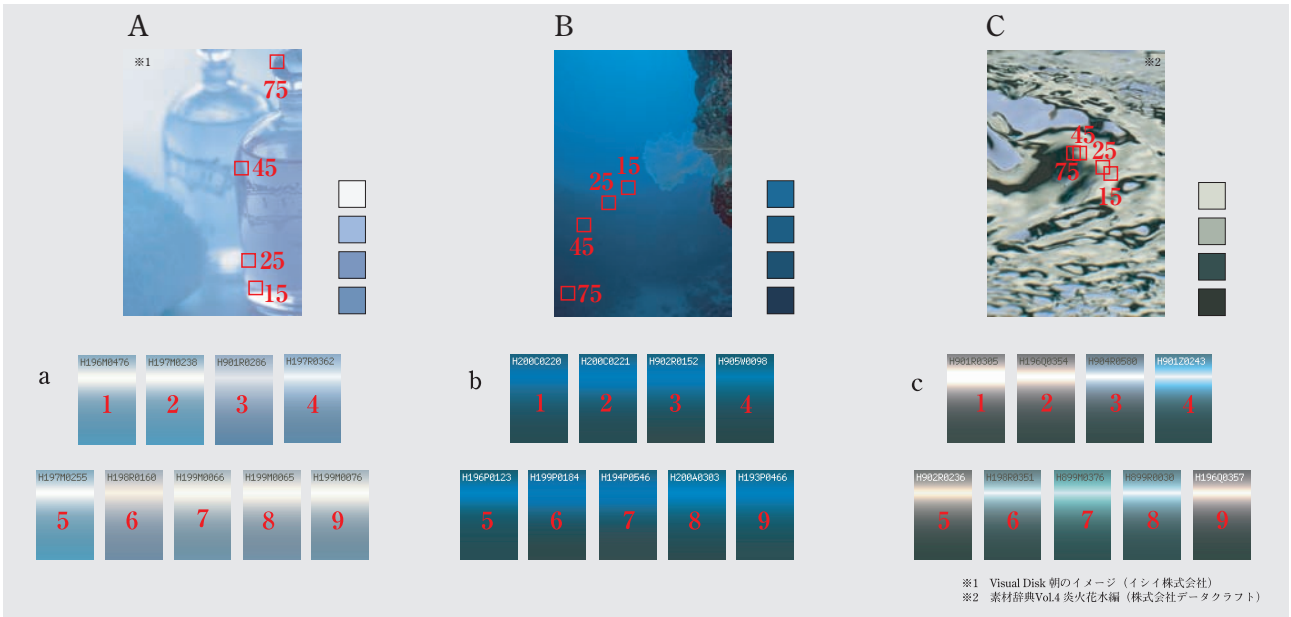 A
B
C
※1
75
45
25
15
15
25
45
75
※2
45
25
75
15
a
H196M0476
1
H197M0238
2
H901R0286
3
H197R0362
4
H197M0255
5
H198R0160
6
H199M0066
7
H199M0065
8
H199M0076
9
b
H200C0220
1
H200C0221
2
H902R0152
3
H905W0098
4
H196P0123
5
H199P0184
6
H194P0546
7
H200A0303
8
H193P0466
9
c
H901R0305
1
H196Q0354
2
H904R0580
3
H901Z0243
4
H902R0236
5
H198R0351
6
H899M0376
7
H899R0030
8
H196Q0357
9
※1 Visual Disk 朝のイメージ（イシイ株式会社）
※2 素材辞典Vol.4 炎火花水編（株式会社データクラフト）